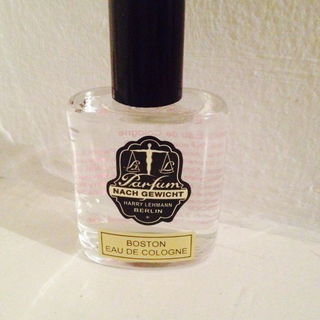 Parfum
NACH GEWICHT
HARRY LEHMANN
BERLIN
BOSTON
EAU DE COLOGNE